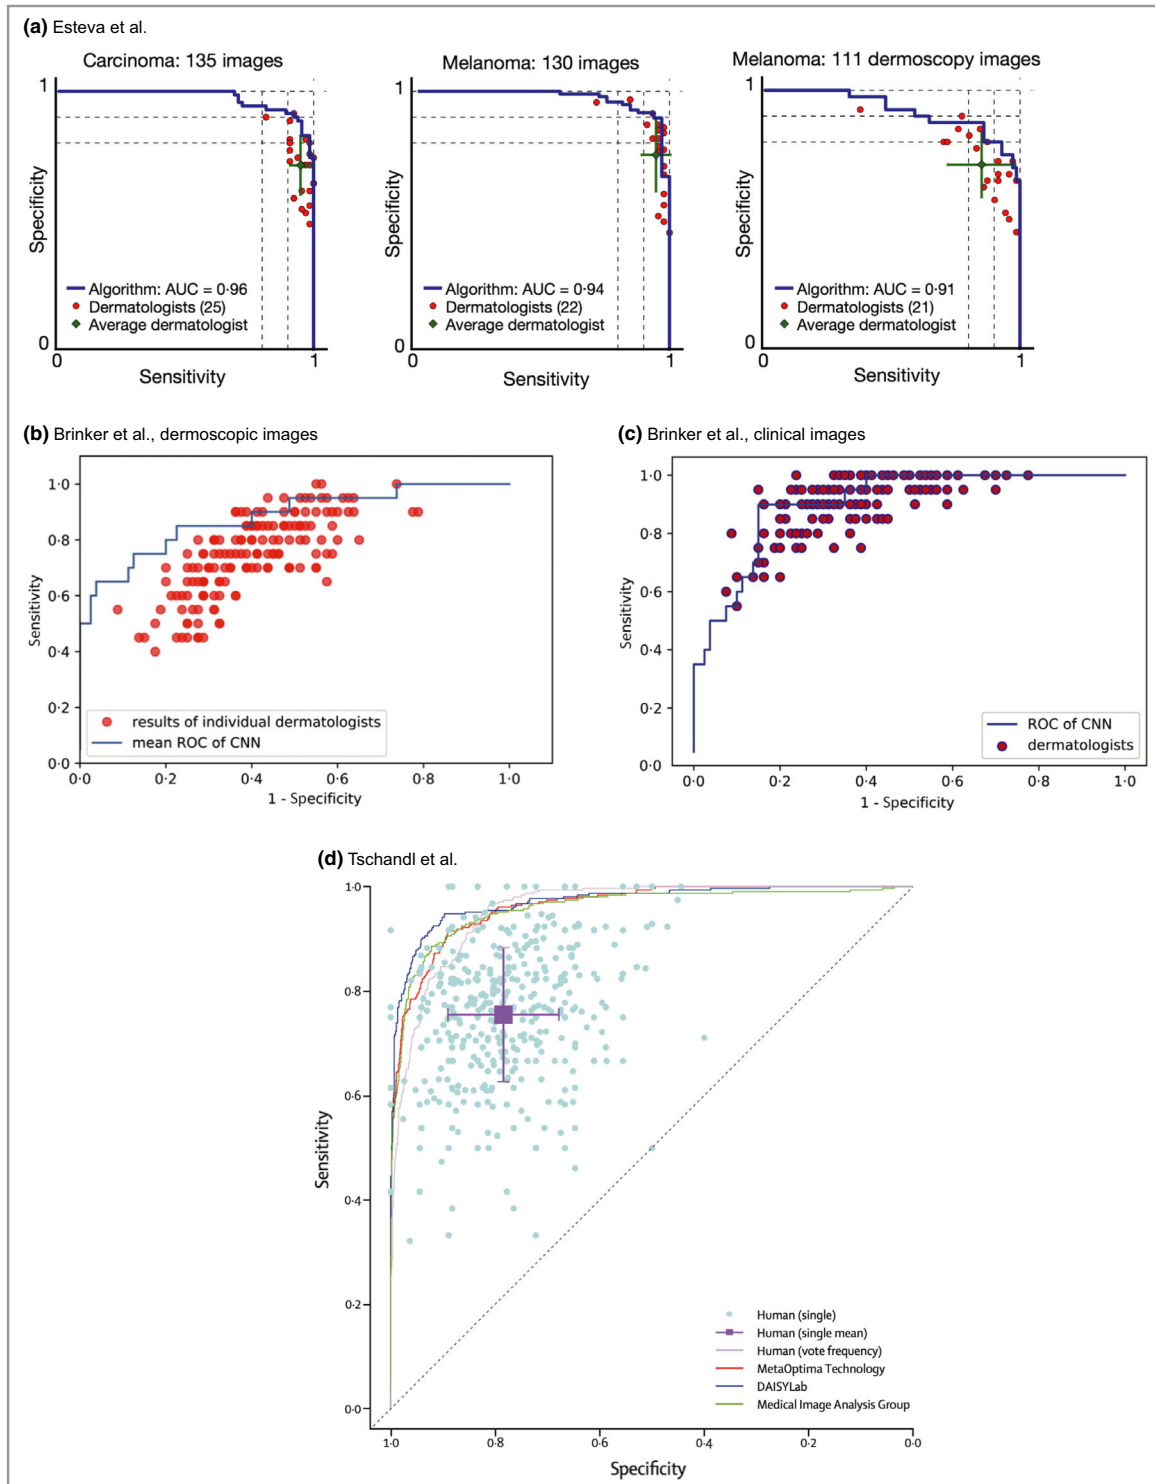 (a) Esteva et al.
Carcinoma: 135 images
1
Specificity
Algorithm: AUC = 0·96
Dermatologists (25)
Average dermatologist
0
0
1
Sensitivity
Melanoma: 130 images
1
Specificity
Algorithm: AUC = 0·94
Dermatologists (22)
Average dermatologist
0
0
1
Sensitivity
Melanoma: 111 dermoscopy images
1
Specificity
Algorithm: AUC = 0·91
Dermatologists (21)
Average dermatologist
0
0
1
Sensitivity
(b) Brinker et al., dermoscopic images
1·0
0·8
0·6
0·4
0·2
0·0
Sensitivity
results of individual dermatologists
mean ROC of CNN
0·0 0·2 0·4 0·6 0·8 1·0
1 - Specificity
(c) Brinker et al., clinical images
1·0
0·8
0·6
0·4
0·2
0·0
Sensitivity
ROC of CNN
dermatologists
0·0 0·2 0·4 0·6 0·8 1·0
1 - Specificity
(d) Tschandl et al.
1·0
0·8
0·6
0·4
0·2
0·0
Sensitivity
Human (single)
Human (single mean)
Human (vote frequency)
MetaOptima Technology
DAISYLab
Medical Image Analysis Group
1·0 0·8 0·6 0·4 0·2 0·0
Specificity